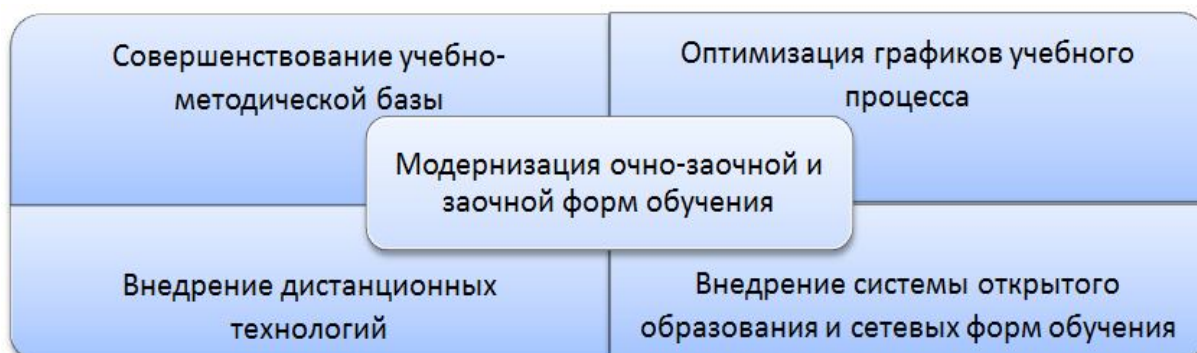 Совершенствование учебно-
методической базы
Оптимизация графиков учебного
процесса
Модернизация очно-заочной и
заочной форм обучения
Внедрение дистанционных
технологий
Внедрение системы открытого
образования и сетевых форм обучения